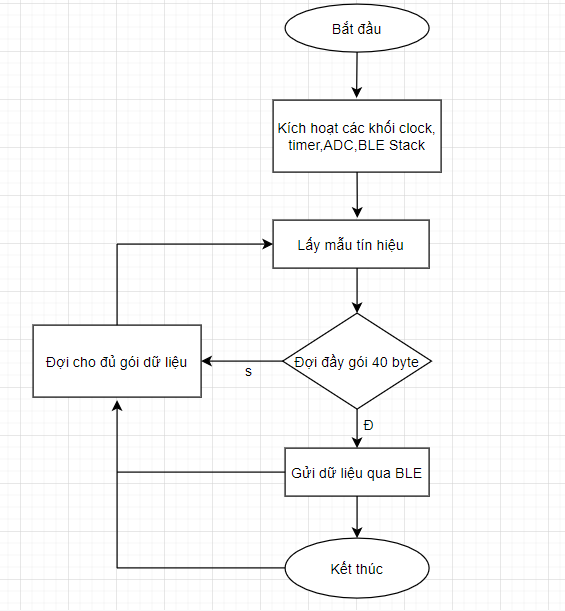 Bắt đầu
Kích hoạt các khối clock,
timer,ADC,BLE Stack
Lấy mẫu tín hiệu
Đợi cho đủ gói dữ liệu
Đợi đầy gói 40 byte
s
Đ
Gửi dữ liệu qua BLE
Kết thúc